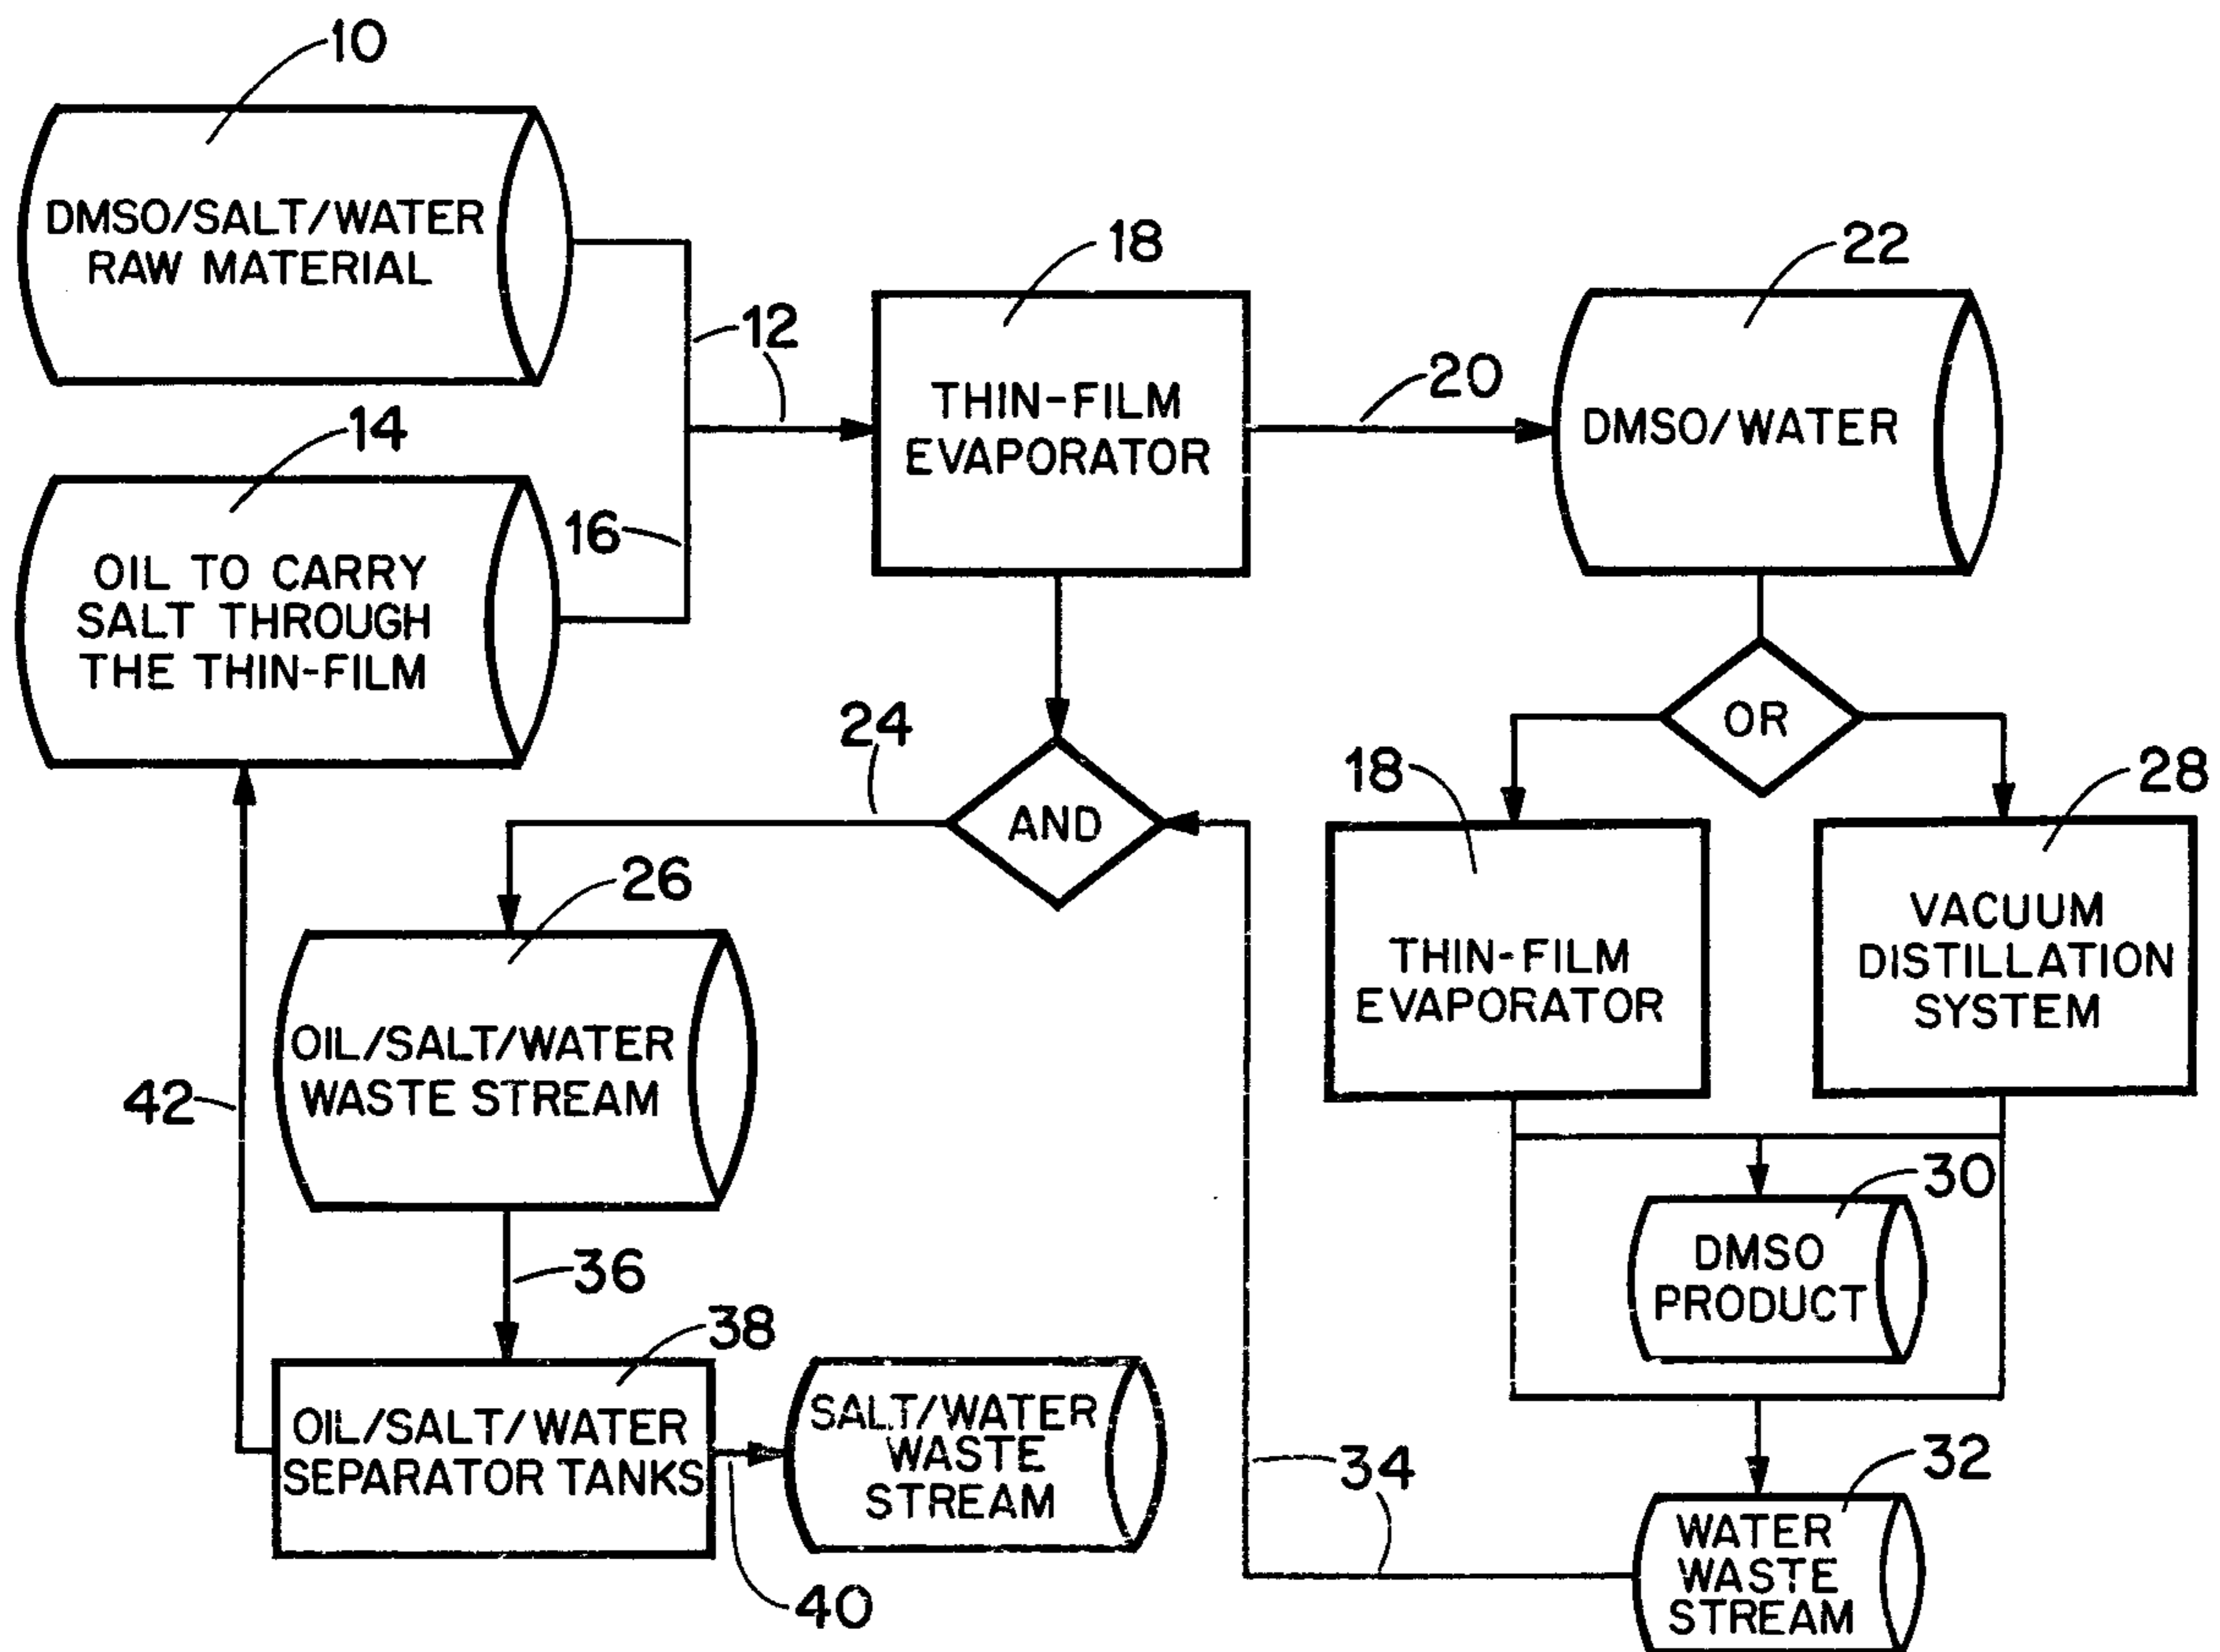 10
DMSO/SALT/WATER
RAW MATERIAL
12
14
OIL TO CARRY
SALT THROUGH
THE THIN-FILM
16
18
THIN-FILM
EVAPORATOR
20
22
DMSO/WATER
OR
18
THIN-FILM
EVAPORATOR
28
VACUUM
DISTILLATION
SYSTEM
24
AND
26
OIL/SALT/WATER
WASTE STREAM
30
DMSO
PRODUCT
42
36
38
OIL/SALT/WATER
SEPARATOR TANKS
40
SALT/WATER
WASTE
STREAM
34
32
WATER
WASTE
STREAM